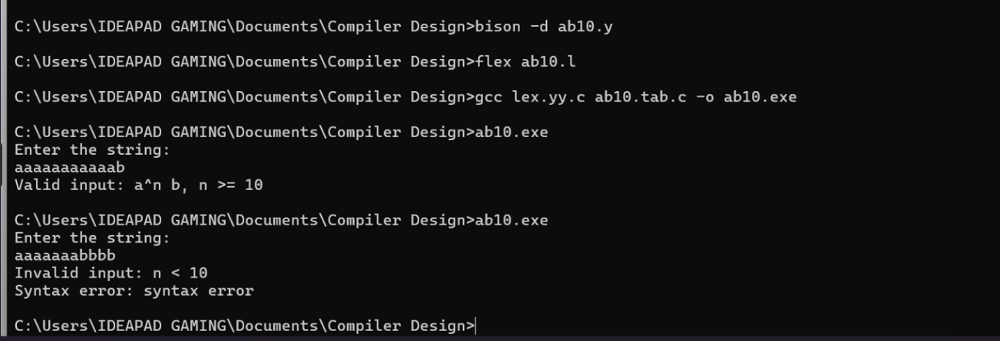 C:\Users\IDEAPAD GAMING\Documents\Compiler Design>bison -d ab10.y
C:\Users\IDEAPAD GAMING\Documents\Compiler Design>flex ab10.l
C:\Users\IDEAPAD GAMING\Documents\Compiler Design>gcc lex.yy.c ab10.tab.c -o ab10.exe
C:\Users\IDEAPAD GAMING\Documents\Compiler Design>ab10.exe
Enter the string:
aaaaaaaaaaab
Valid input: a^n b, n >= 10
C:\Users\IDEAPAD GAMING\Documents\Compiler Design>ab10.exe
Enter the string:
aaaaaaabbbb
Invalid input: n < 10
Syntax error: syntax error
C:\Users\IDEAPAD GAMING\Documents\Compiler Design>